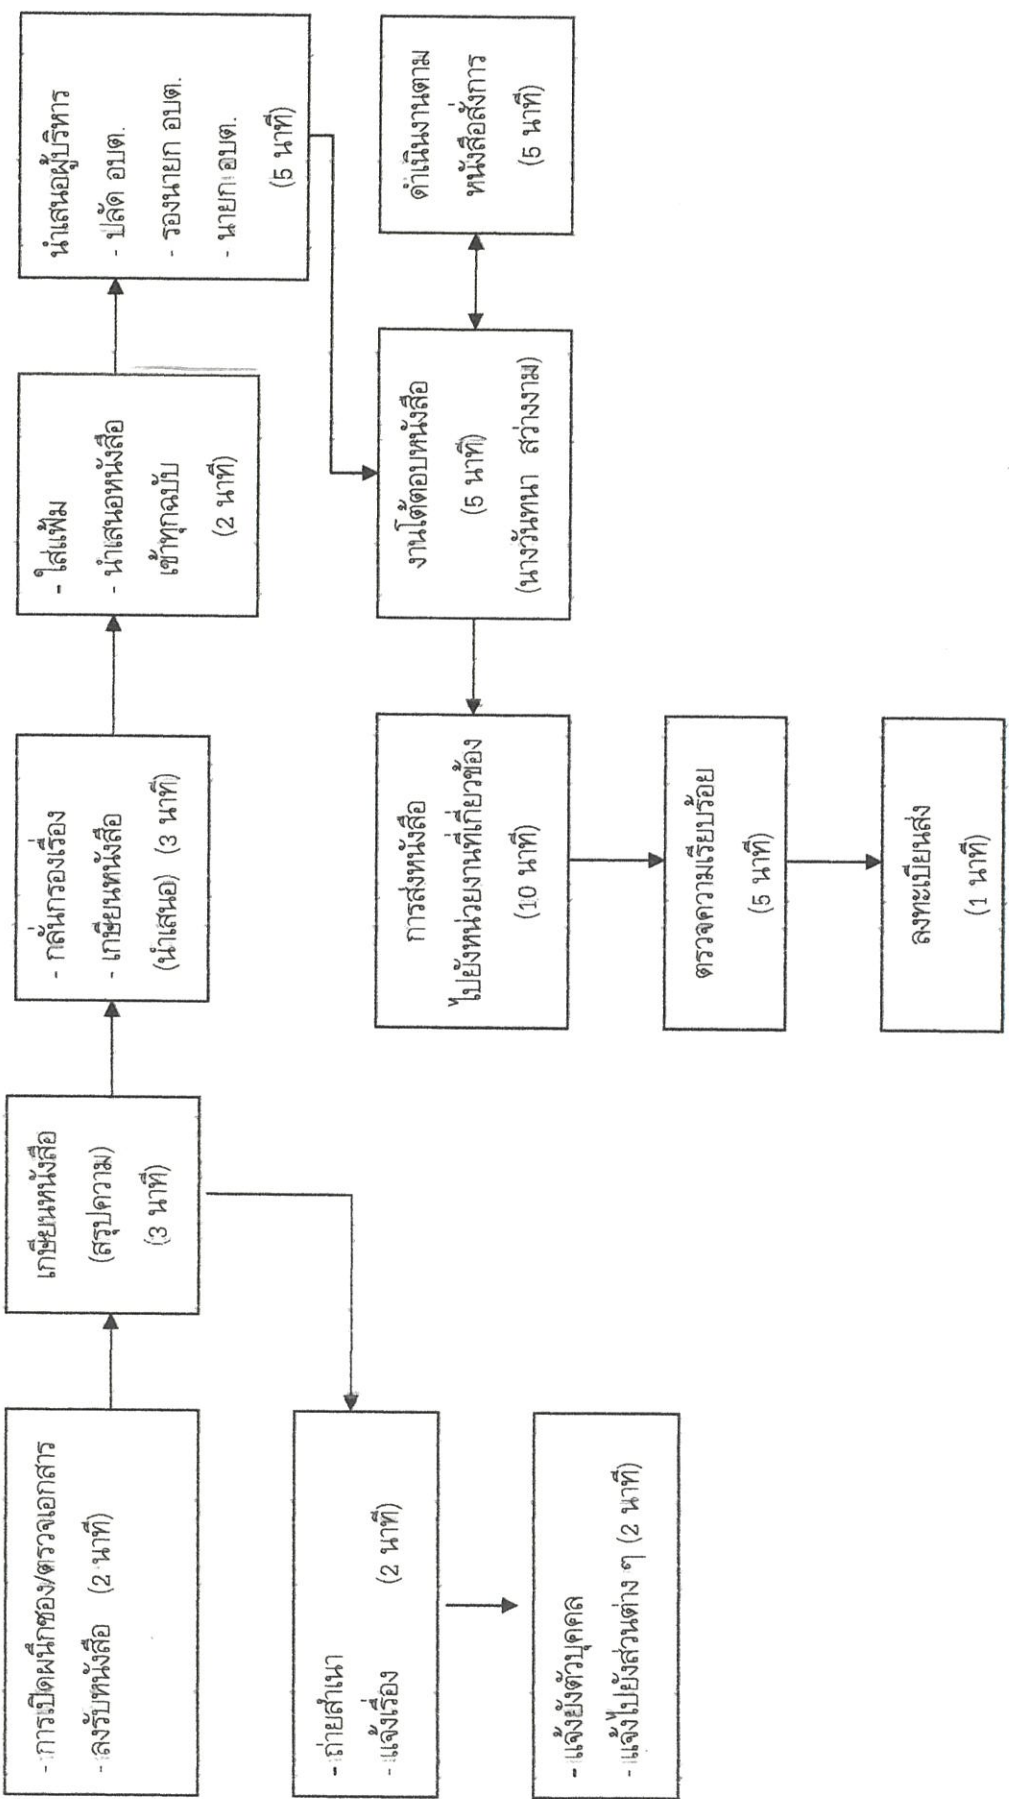 - การเปิดผนึกซอง/ตรวจเอกสาร
- ลงรับหนังสือ (2 นาที)
เกษียนหนังสือ
(สรุปความ)
(3 นาที)
- กลั่นกรองเรื่อง
- เกษียนหนังสือ
(นำเสนอ) (3 นาที)
- ใส่แฟ้ม
- นำเสนอหนังสือ
เข้าทุกฉบับ
(2 นาที)
นำเสนอผู้บริหาร
- ปลัด อบต.
- รองนายก อบต.
- นายก อบต.
(5 นาที)
- ถ่ายสำเนา
- แจ้งเรื่อง (2 นาที)
- แจ้งยังตัวบุคคล
- แจ้งไปยังส่วนต่าง ๆ (2 นาที)
การส่งหนังสือ
ไปยังหน่วยงานที่เกี่ยวข้อง
(10 นาที)
งานโต้ตอบหนังสือ
(5 นาที)
(นางวันทนา สว่างงาม)
ดำเนินงานตาม
หนังสือสั่งการ
(5 นาที)
ตรวจความเรียบร้อย
(5 นาที)
ลงทะเบียนส่ง
(1 นาที)